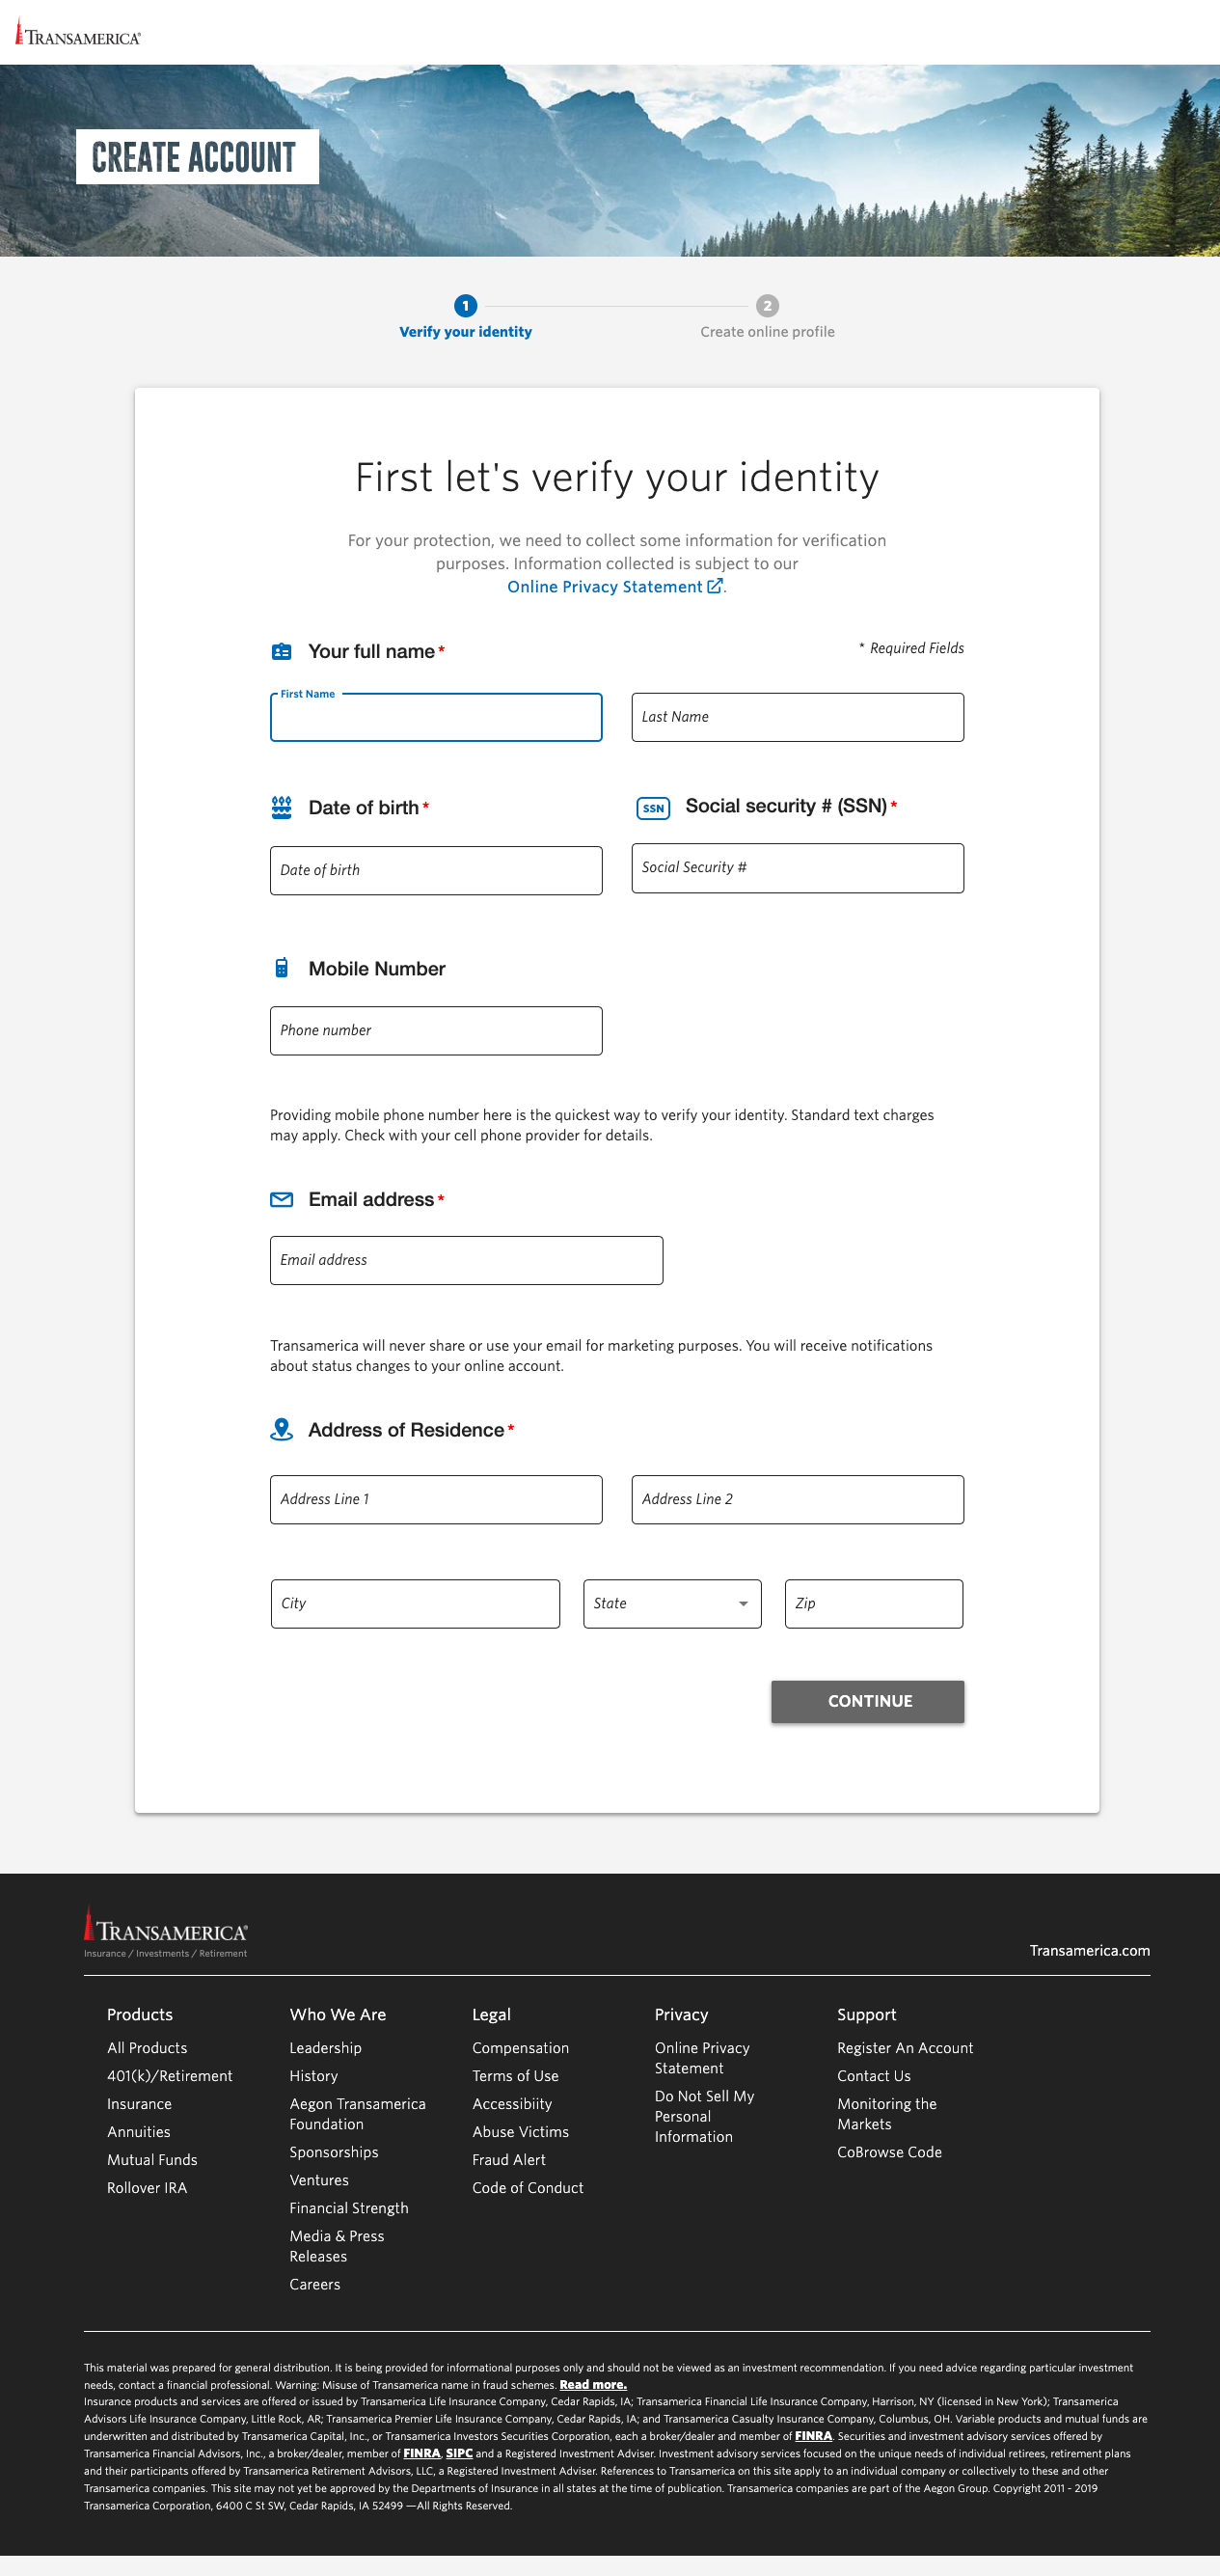 TRANSAMERICA®
CREATE ACCOUNT
1
2
Verify your identity
Create online profile
First let's verify your identity
For your protection, we need to collect some information for verification
purposes. Information collected is subject to our
Online Privacy Statement.
Your full name *
* Required Fields
First Name
Last Name
Date of birth *
SSN Social security # (SSN) *
Date of birth
Social Security #
Mobile Number
Phone number
Providing mobile phone number here is the quickest way to verify your identity. Standard text charges
may apply. Check with your cell phone provider for details.
Email address *
Email address
Transamerica will never share or use your email for marketing purposes. You will receive notifications
about status changes to your online account.
Address of Residence *
Address Line 1
Address Line 2
City
State
Zip
CONTINUE
TRANSAMERICA®
Insurance / Investments / Retirement
Transamerica.com
Products
All Products
401(k)/Retirement
Insurance
Annuities
Mutual Funds
Rollover IRA
Who We Are
Leadership
History
Aegon Transamerica
Foundation
Sponsorships
Ventures
Financial Strength
Media & Press
Releases
Careers
Legal
Compensation
Terms of Use
Accessibiity
Abuse Victims
Fraud Alert
Code of Conduct
Privacy
Online Privacy
Statement
Do Not Sell My
Personal
Information
Support
Register An Account
Contact Us
Monitoring the
Markets
CoBrowse Code
This material was prepared for general distribution. It is being provided for informational purposes only and should not be viewed as an investment recommendation. If you need advice regarding particular investment
needs, contact a financial professional. Warning: Misuse of Transamerica name in fraud schemes. Read more.
Insurance products and services are offered or issued by Transamerica Life Insurance Company, Cedar Rapids, IA; Transamerica Financial Life Insurance Company, Harrison, NY (licensed in New York); Transamerica
Advisors Life Insurance Company, Little Rock, AR; Transamerica Premier Life Insurance Company, Cedar Rapids, IA; and Transamerica Casualty Insurance Company, Columbus, OH. Variable products and mutual funds are
underwritten and distributed by Transamerica Capital, Inc., or Transamerica Investors Securities Corporation, each a broker/dealer and member of FINRA. Securities and investment advisory services offered by
Transamerica Financial Advisors, Inc., a broker/dealer, member of FINRA, SIPC and a Registered Investment Adviser. Investment advisory services focused on the unique needs of individual retirees, retirement plans
and their participants offered by Transamerica Retirement Advisors, LLC, a Registered Investment Adviser. References to Transamerica on this site apply to an individual company or collectively to these and other
Transamerica companies. This site may not yet be approved by the Departments of Insurance in all states at the time of publication. Transamerica companies are part of the Aegon Group. Copyright 2011 - 2019
Transamerica Corporation, 6400 C St SW, Cedar Rapids, IA 52499 —All Rights Reserved.